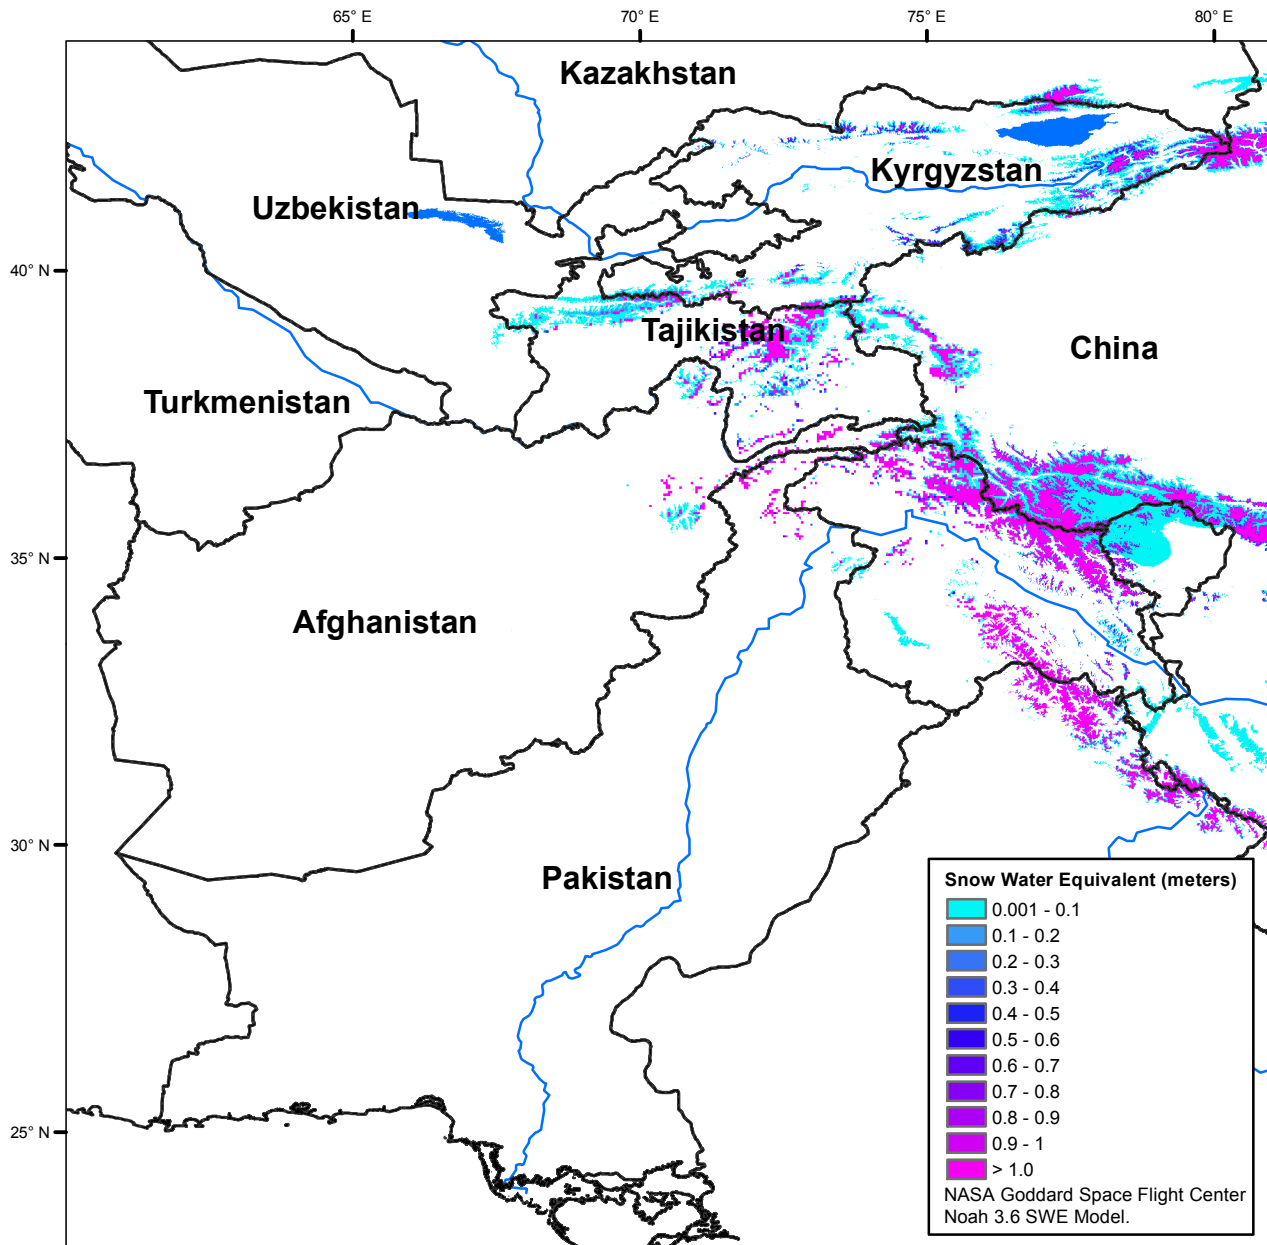 65° E
70° E
75° E
80° E
Kazakhstan
Kyrgyzstan
Uzbekistan
40° N
Tajikistan
China
Turkmenistan
35° N
Afghanistan
30° N
Pakistan
25° N
Snow Water Equivalent (meters)
0.001 - 0.1
0.1 - 0.2
0.2 - 0.3
0.3 - 0.4
0.4 - 0.5
0.5 - 0.6
0.6 - 0.7
0.7 - 0.8
0.8 - 0.9
0.9 - 1
> 1.0
NASA Goddard Space Flight Center
Noah 3.6 SWE Model.